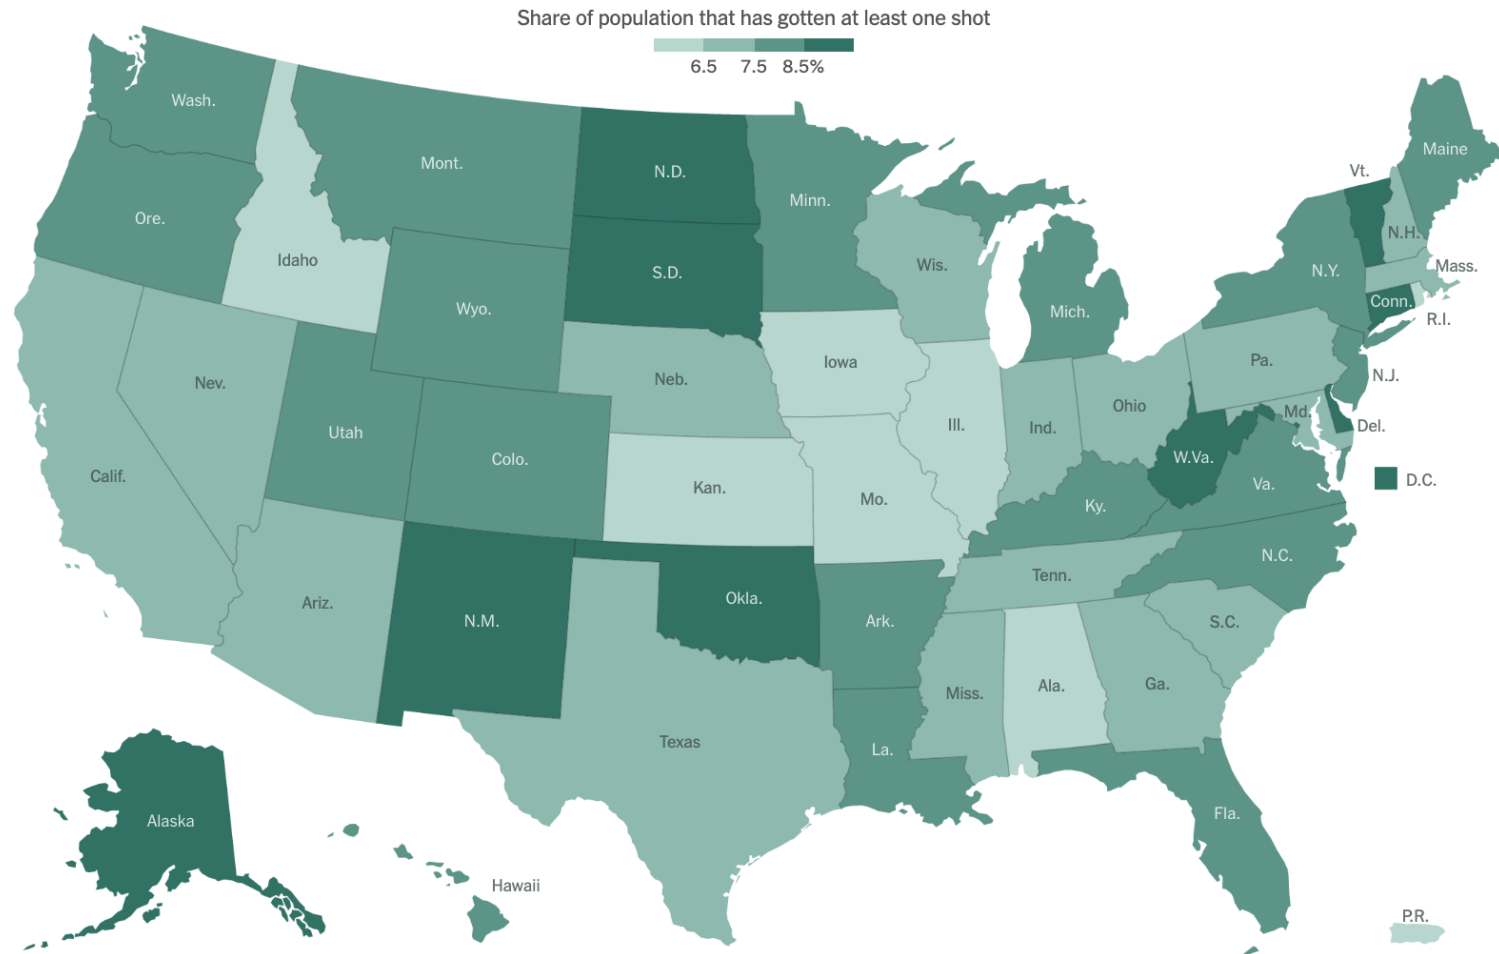 Share of population that has gotten at least one shot
6.5 7.5 8.5%
Wash.
Mont.
N.D.
Minn.
Maine
Vt.
Ore.
Idaho
S.D.
Wis.
Mich.
N.Y.
N.H.
Mass.
Conn.
R.I.
Wyo.
Nev.
Neb.
Iowa
Pa.
N.J.
Utah
Colo.
Ill.
Ind.
Ohio
Md.
Del.
Calif.
Kan.
Mo.
W.Va.
Va.
D.C.
Ky.
N.C.
Ariz.
N.M.
Okla.
Ark.
Tenn.
S.C.
Miss.
Ala.
Ga.
Texas
La.
Alaska
Fla.
Hawaii
P.R.